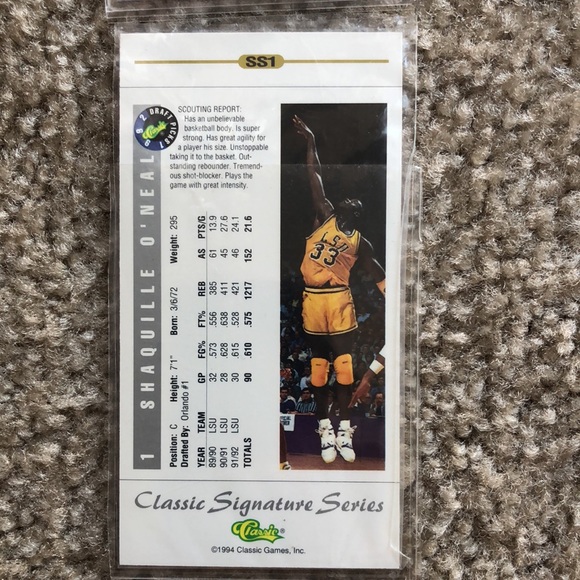 SS1
1992 DRAFT PICKS
SCOUTING REPORT:
Has an unbelievable
basketball body. Is super
strong. Has great agility for
a player his size. Unstoppable
taking it to the basket. Out-
standing rebounder. Tremend-
ous shot-blocker. Plays the
game with great intensity.
1 SHAQUILLE O'NEAL
Position: C Height: 7'1" Born: 3/6/72 Weight: 295
Drafted By: Orlando #1
YEAR TEAM GP FG% FT% REB AS PTS/G
89/90 LSU 32 .573 .556 385 61 13.9
90/91 LSU 28 .628 .638 411 45 27.6
91/92 LSU 30 .615 .528 421 46 24.1
TOTALS 90 .610 .575 1217 152 21.6
LSU
33
Classic Signature Series
Classic®
©1994 Classic Games, Inc.